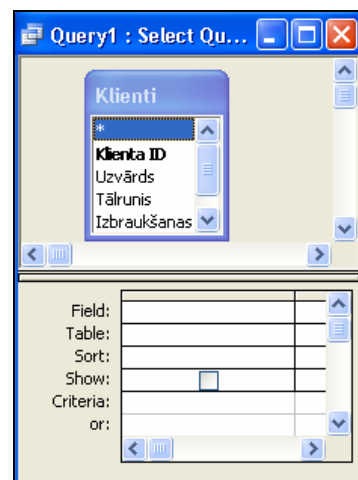 Query1 : Select Qu...
Klienti
*
Klienta ID
Uzvārds
Tālrunis
Izbraukšanas
Field:
Table:
Sort:
Show:
Criteria:
or: